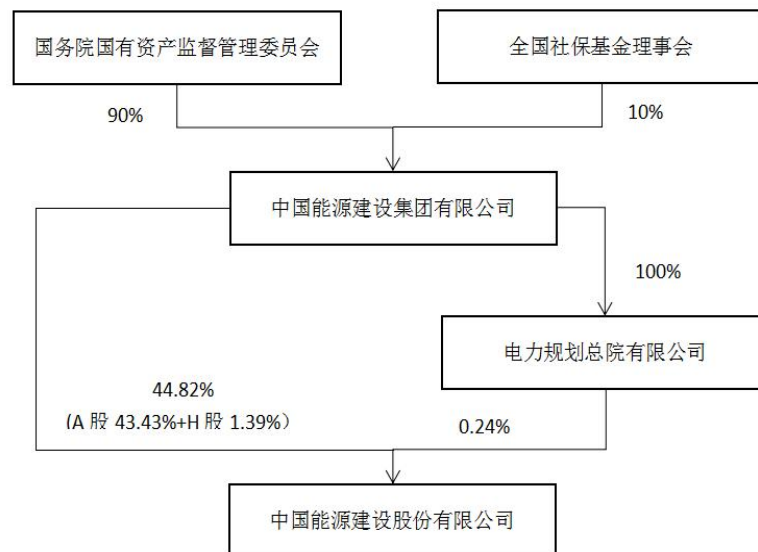 国务院国有资产监督管理委员会
全国社保基金理事会
90%
10%
中国能源建设集团有限公司
100%
电力规划总院有限公司
44.82%
(A 股 43.43%+H 股 1.39%）
0.24%
中国能源建设股份有限公司